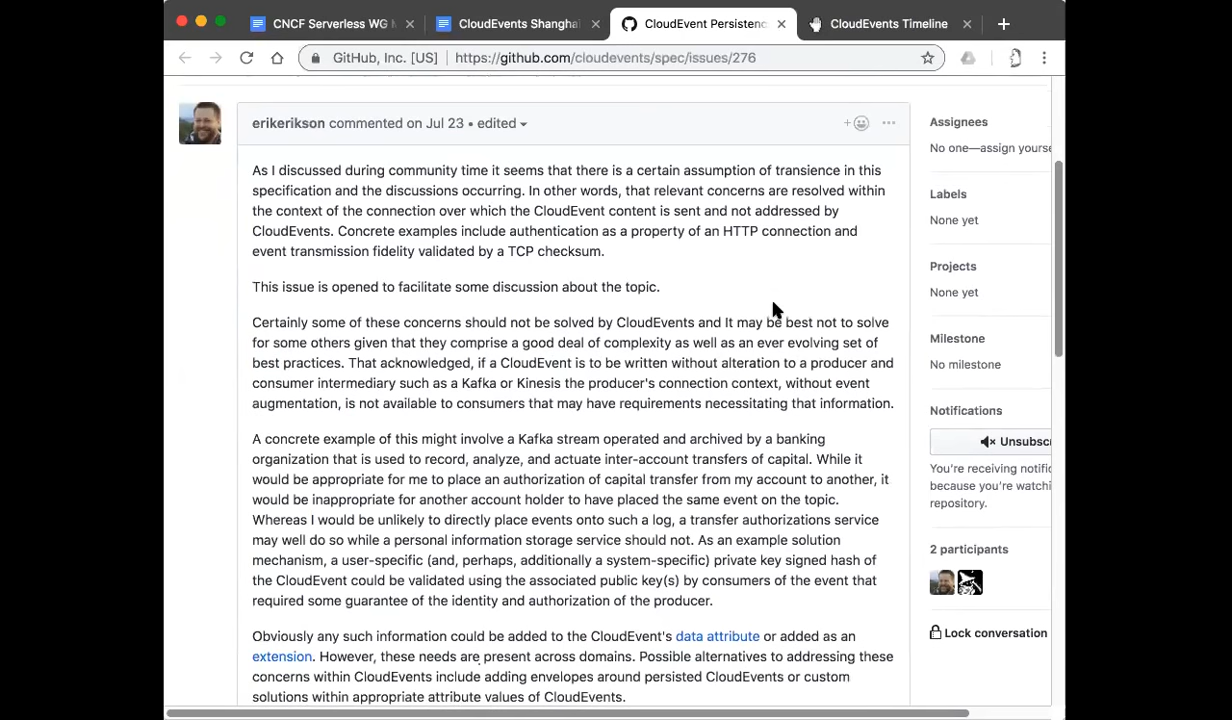 CNCF Serverless WG M
CloudEvents Shangha
CloudEvent Persistenc
CloudEvents Timeline
GitHub, Inc. [US]
https://github.com/cloudevents/spec/issues/276
erikerikson commented on Jul 23 • edited
As I discussed during community time it seems that there is a certain assumption of transience in this
specification and the discussions occurring. In other words, that relevant concerns are resolved within
the context of the connection over which the CloudEvent content is sent and not addressed by
CloudEvents. Concrete examples include authentication as a property of an HTTP connection and
event transmission fidelity validated by a TCP checksum.
This issue is opened to facilitate some discussion about the topic.
Certainly some of these concerns should not be solved by CloudEvents and It may be best not to solve
for some others given that they comprise a good deal of complexity as well as an ever evolving set of
best practices. That acknowledged, if a CloudEvent is to be written without alteration to a producer and
consumer intermediary such as a Kafka or Kinesis the producer's connection context, without event
augmentation, is not available to consumers that may have requirements necessitating that information.
A concrete example of this might involve a Kafka stream operated and archived by a banking
organization that is used to record, analyze, and actuate inter-account transfers of capital. While it
would be appropriate for me to place an authorization of capital transfer from my account to another, it
would be inappropriate for another account holder to have placed the same event on the topic.
Whereas I would be unlikely to directly place events onto such a log, a transfer authorizations service
may well do so while a personal information storage service should not. As an example solution
mechanism, a user-specific (and, perhaps, additionally a system-specific) private key signed hash of
the CloudEvent could be validated using the associated public key(s) by consumers of the event that
required some guarantee of the identity and authorization of the producer.
Obviously any such information could be added to the CloudEvent's data attribute or added as an
extension. However, these needs are present across domains. Possible alternatives to addressing these
concerns within CloudEvents include adding envelopes around persisted CloudEvents or custom
solutions within appropriate attribute values of CloudEvents.
Assignees
No one—assign yourse
Labels
None yet
Projects
None yet
Milestone
No milestone
Notifications
Unsubscr
You're receiving notific
because you're watchi
repository.
2 participants
Lock conversation